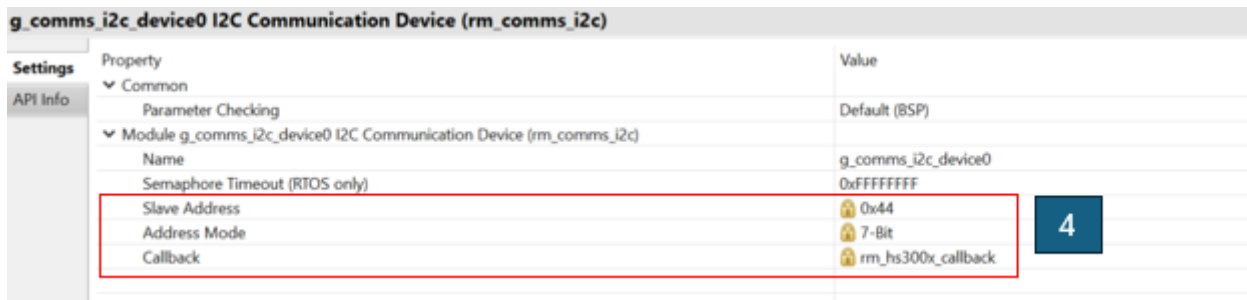 g_comms_i2c_device0 I2C Communication Device (rm_comms_i2c)
Settings
API Info
Property Value
Common
Parameter Checking Default (BSP)
Module g_comms_i2c_device0 I2C Communication Device (rm_comms_i2c)
Name g_comms_i2c_device0
Semaphore Timeout (RTOS only) 0xFFFFFFFF
Slave Address 0x44
Address Mode 7-Bit
Callback rm_hs300x_callback
4